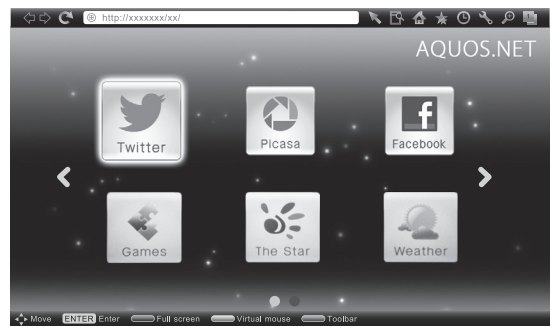 http://xxxxxxx/xx/
AQUOS.NET
Twitter
Picasa
Facebook
Games
The Star
Weather
Move ENTER Enter Full screen Virtual mouse Toolbar